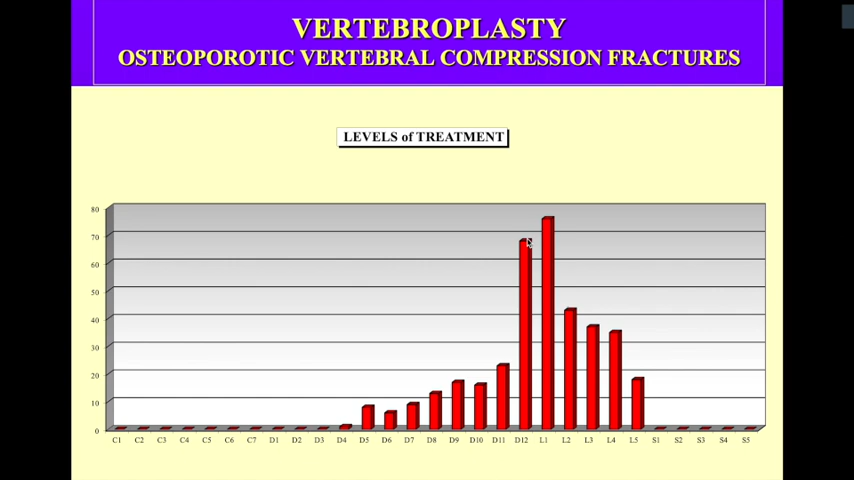 VERTEBROPLASTY
OSTEOPOROTIC VERTEBRAL COMPRESSION FRACTURES
LEVELS of TREATMENT
80
70
60
50
40
30
20
10
0
C1 C2 C3 C4 C5 C6 C7 D1 D2 D3 D4 D5 D6 D7 D8 D9 D10 D11 D12 L1 L2 L3 L4 L5 S1 S2 S3 S4 S5